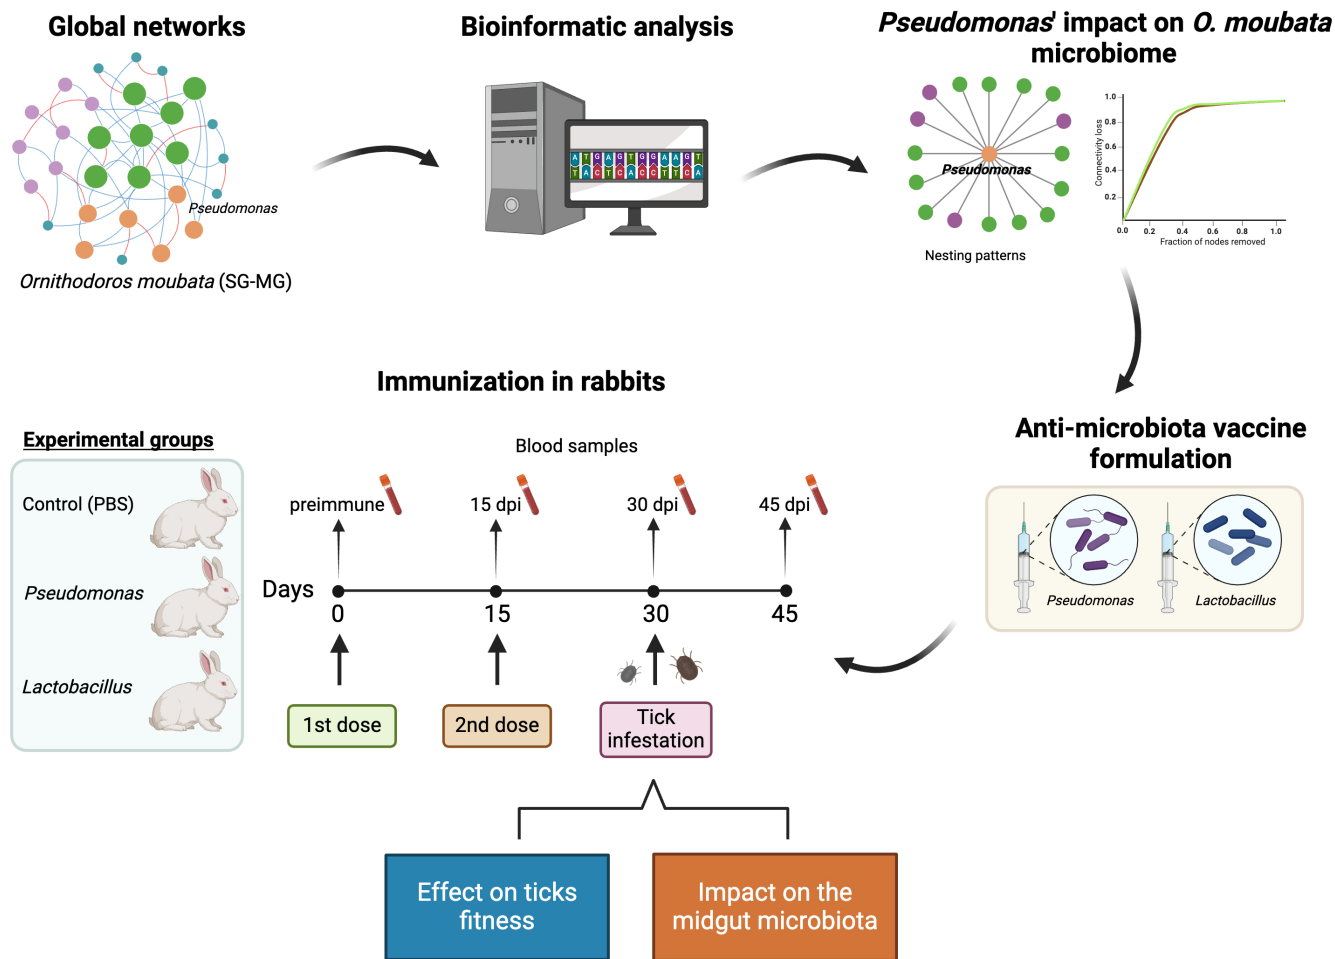 Global networks
Bioinformatic analysis
Pseudomonas' impact on O. moubata
microbiome
Pseudomonas
Ornithodoros moubata (SG-MG)
A T G A G T G G A A G T
T A C T C A C C T T C A
Pseudomonas
Nesting patterns
Connectivity loss
1.0
0.8
0.6
0.4
0.2
0.0 0.2 0.4 0.6 0.8 1.0
Fraction of nodes removed
Immunization in rabbits
Experimental groups
Control (PBS)
Pseudomonas
Lactobacillus
Blood samples
preimmune 15 dpi 30 dpi 45 dpi
Days
0 15 30 45
1st dose
2nd dose
Tick
infestation
Anti-microbiota vaccine
formulation
Pseudomonas
Lactobacillus
Effect on ticks
fitness
Impact on the
midgut microbiota